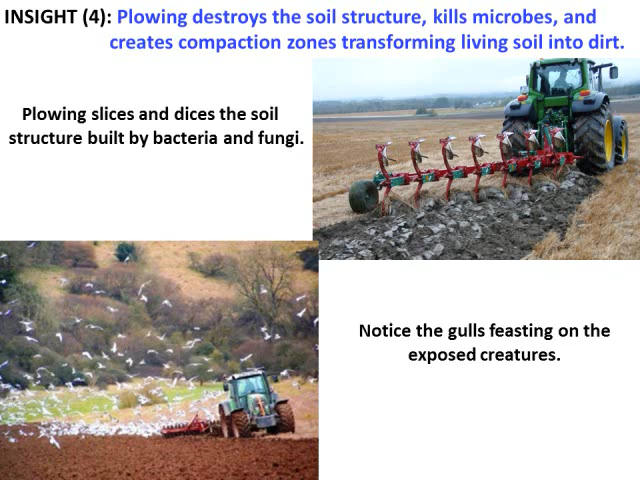 INSIGHT (4): Plowing destroys the soil structure, kills microbes, and
creates compaction zones transforming living soil into dirt.
Plowing slices and dices the soil
structure built by bacteria and fungi.
Notice the gulls feasting on the
exposed creatures.